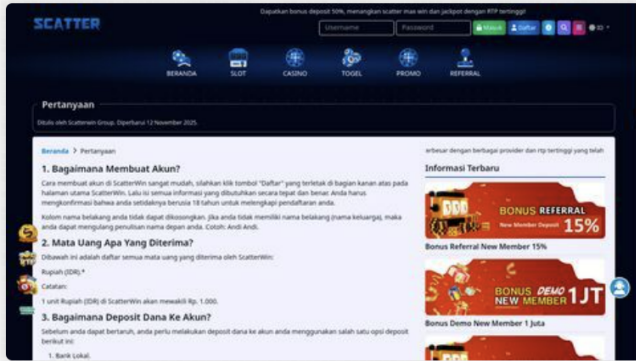 Dapatkan bonus deposit 50%, menangkan scatter max win dan jackpot dengan RTP tertinggi!
SCATTER
Username
Password
Masuk
Daftar
ID
BERANDA
SLOT
CASINO
TOGEL
PROMO
REFERRAL
Pertanyaan
Ditulis oleh Scatterwin Group. Diperbarui 12 November 2025.
Beranda > Pertanyaan
1. Bagaimana Membuat Akun?
Cara membuat akun di ScatterWin sangat mudah, silahkan klik tombol "Daftar" yang terletak di bagian kanan atas pada
halaman utama ScatterWin. Lalu isi semua informasi yang dibutuhkan secara tepat dan benar. Anda harus
mengkonfirmasi bahwa anda setidaknya berusia 18 tahun untuk melengkapi pendaftaran anda.
Kolom nama belakang anda tidak dapat dikosongkan. Jika anda tidak memiliki nama belakang (nama keluarga), maka
anda dapat mengulang penulisan nama depan anda. Cotoh: Andi Andi.
2. Mata Uang Apa Yang Diterima?
Dibawah ini adalah daftar semua mata uang yang diterima oleh ScatterWin:
Rupiah (IDR).*
Catatan:
1 unit Rupiah (IDR) di ScatterWin akan mewakili Rp. 1.000.
3. Bagaimana Deposit Dana Ke Akun?
Sebelum anda dapat bertaruh, anda perlu melakukan deposit dana ke akun anda menggunakan salah satu opsi deposit
berikut ini:
1. Bank Lokal.
erbesar dengan berbagai provider dan rtp tertinggi yang telah
Informasi Terbaru
BONUS REFERRAL
New Member Deposit 15%
Bonus Referral New Member 15%
BONUS DEMO
NEW MEMBER 1JT
Bonus Demo New Member 1 Juta